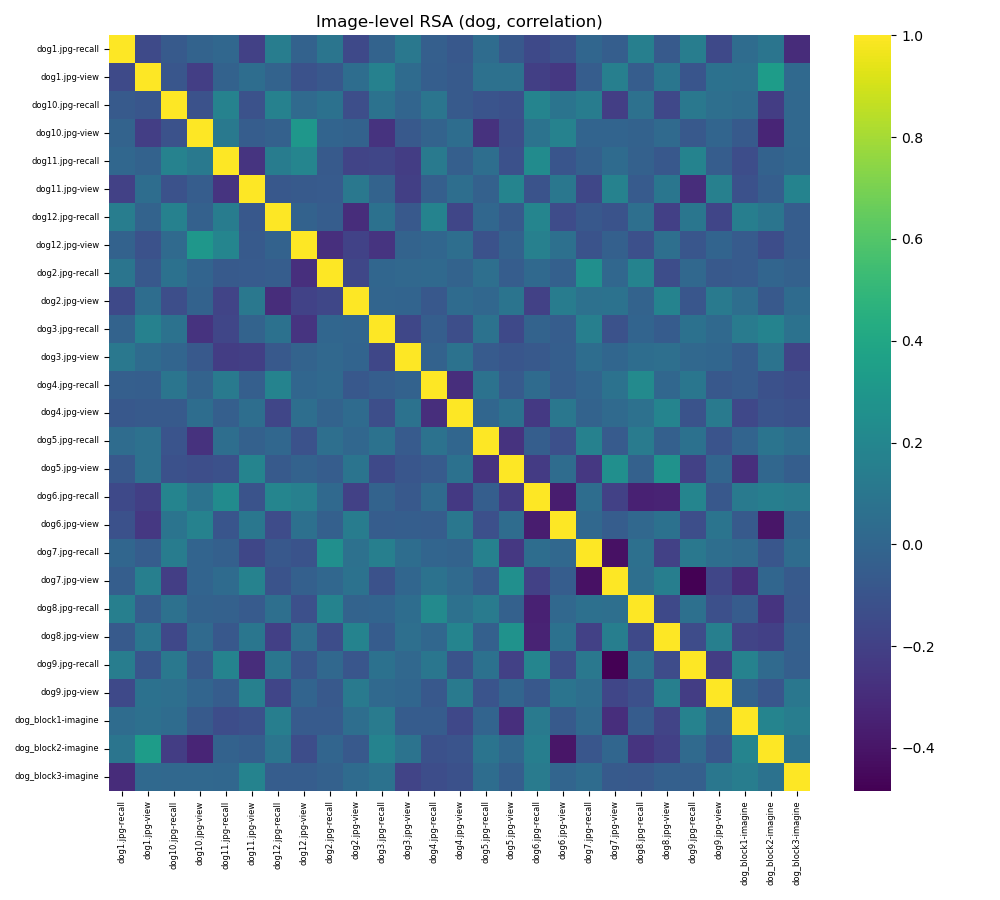 Image-level RSA (dog, correlation)
dog1.jpg-recall
dog1.jpg-view
dog10.jpg-recall
dog10.jpg-view
dog11.jpg-recall
dog11.jpg-view
dog12.jpg-recall
dog12.jpg-view
dog2.jpg-recall
dog2.jpg-view
dog3.jpg-recall
dog3.jpg-view
dog4.jpg-recall
dog4.jpg-view
dog5.jpg-recall
dog5.jpg-view
dog6.jpg-recall
dog6.jpg-view
dog7.jpg-recall
dog7.jpg-view
dog8.jpg-recall
dog8.jpg-view
dog9.jpg-recall
dog9.jpg-view
dog_block1-imagine
dog_block2-imagine
dog_block3-imagine
dog1.jpg-recall
dog1.jpg-view
dog10.jpg-recall
dog10.jpg-view
dog11.jpg-recall
dog11.jpg-view
dog12.jpg-recall
dog12.jpg-view
dog2.jpg-recall
dog2.jpg-view
dog3.jpg-recall
dog3.jpg-view
dog4.jpg-recall
dog4.jpg-view
dog5.jpg-recall
dog5.jpg-view
dog6.jpg-recall
dog6.jpg-view
dog7.jpg-recall
dog7.jpg-view
dog8.jpg-recall
dog8.jpg-view
dog9.jpg-recall
dog9.jpg-view
dog_block1-imagine
dog_block2-imagine
dog_block3-imagine
1.0
0.8
0.6
0.4
0.2
0.0
−0.2
−0.4